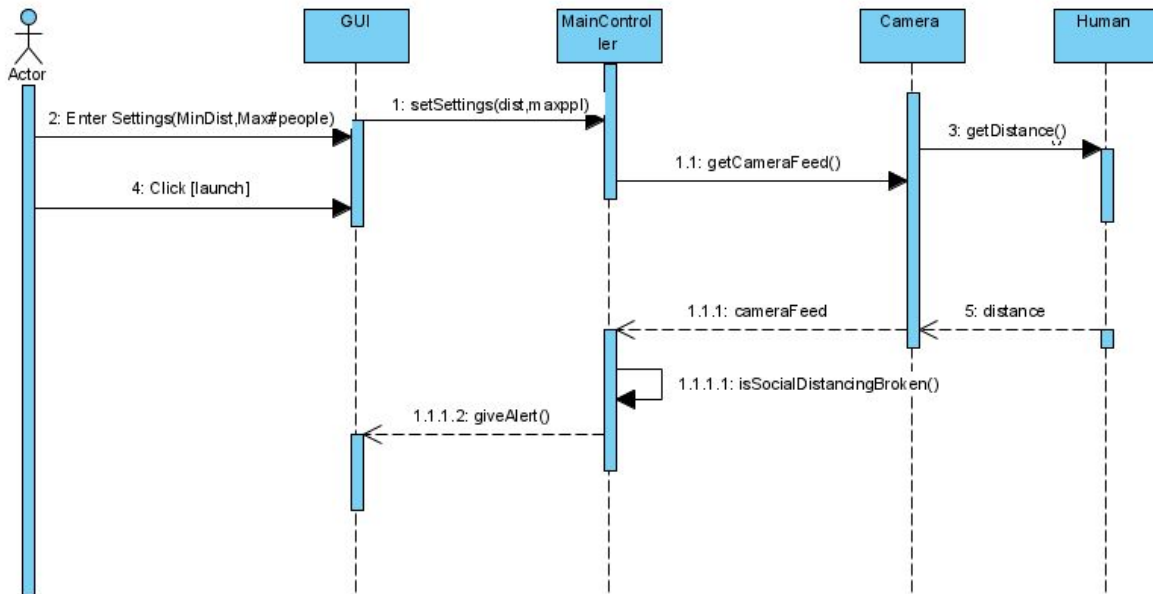 GUI
MainControl
ler
Camera
Human
Actor
1: setSettings(dist,maxppl)
2: Enter Settings(MinDist,Max#people)
3: getDistance()
1.1: getCameraFeed()
4: Click [launch]
1.1.1: cameraFeed
5: distance
1.1.1.1: isSocialDistancingBroken()
1.1.1.2: giveAlert()